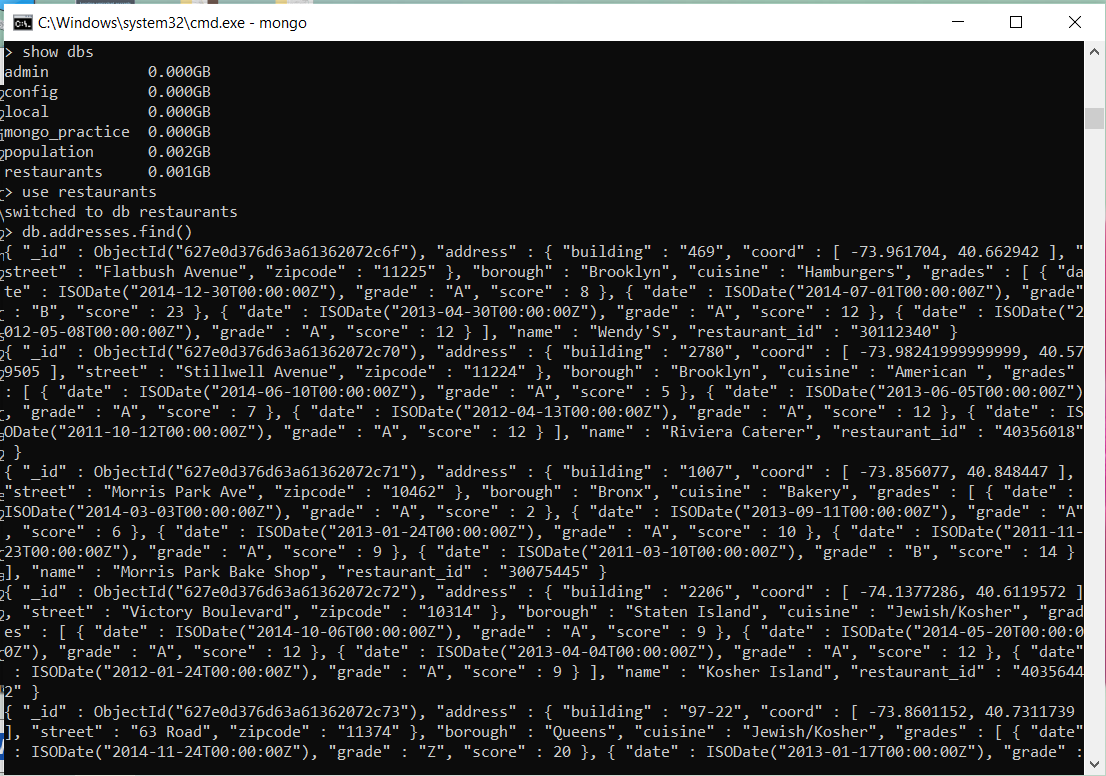 C:\Windows\system32\cmd.exe - mongo
> show dbs
admin           0.000GB
config          0.000GB
local           0.000GB
mongo_practice  0.000GB
population      0.002GB
restaurants     0.001GB
> use restaurants
switched to db restaurants
> db.addresses.find()
{ "_id" : ObjectId("627e0d376d63a61362072c6f"), "address" : { "building" : "469", "coord" : [ -73.961704, 40.662942 ], "
street" : "Flatbush Avenue", "zipcode" : "11225" }, "borough" : "Brooklyn", "cuisine" : "Hamburgers", "grades" : [ { "da
te" : ISODate("2014-12-30T00:00:00Z"), "grade" : "A", "score" : 8 }, { "date" : ISODate("2014-07-01T00:00:00Z"), "grade"
 : "B", "score" : 23 }, { "date" : ISODate("2013-04-30T00:00:00Z"), "grade" : "A", "score" : 12 }, { "date" : ISODate("2
012-05-08T00:00:00Z"), "grade" : "A", "score" : 12 } ], "name" : "Wendy'S", "restaurant_id" : "30112340" }
{ "_id" : ObjectId("627e0d376d63a61362072c70"), "address" : { "building" : "2780", "coord" : [ -73.98241999999999, 40.57
9505 ], "street" : "Stillwell Avenue", "zipcode" : "11224" }, "borough" : "Brooklyn", "cuisine" : "American ", "grades"
: [ { "date" : ISODate("2014-06-10T00:00:00Z"), "grade" : "A", "score" : 5 }, { "date" : ISODate("2013-06-05T00:00:00Z")
, "grade" : "A", "score" : 7 }, { "date" : ISODate("2012-04-13T00:00:00Z"), "grade" : "A", "score" : 12 }, { "date" : IS
ODate("2011-10-12T00:00:00Z"), "grade" : "A", "score" : 12 } ], "name" : "Riviera Caterer", "restaurant_id" : "40356018"
 }
{ "_id" : ObjectId("627e0d376d63a61362072c71"), "address" : { "building" : "1007", "coord" : [ -73.856077, 40.848447 ],
"street" : "Morris Park Ave", "zipcode" : "10462" }, "borough" : "Bronx", "cuisine" : "Bakery", "grades" : [ { "date" :
ISODate("2014-03-03T00:00:00Z"), "grade" : "A", "score" : 2 }, { "date" : ISODate("2013-09-11T00:00:00Z"), "grade" : "A"
, "score" : 6 }, { "date" : ISODate("2013-01-24T00:00:00Z"), "grade" : "A", "score" : 10 }, { "date" : ISODate("2011-11-
23T00:00:00Z"), "grade" : "A", "score" : 9 }, { "date" : ISODate("2011-03-10T00:00:00Z"), "grade" : "B", "score" : 14 }
], "name" : "Morris Park Bake Shop", "restaurant_id" : "30075445" }
{ "_id" : ObjectId("627e0d376d63a61362072c72"), "address" : { "building" : "2206", "coord" : [ -74.1377286, 40.6119572 ]
, "street" : "Victory Boulevard", "zipcode" : "10314" }, "borough" : "Staten Island", "cuisine" : "Jewish/Kosher", "grad
es" : [ { "date" : ISODate("2014-10-06T00:00:00Z"), "grade" : "A", "score" : 9 }, { "date" : ISODate("2014-05-20T00:00:0
0Z"), "grade" : "A", "score" : 12 }, { "date" : ISODate("2013-04-04T00:00:00Z"), "grade" : "A", "score" : 12 }, { "date"
 : ISODate("2012-01-24T00:00:00Z"), "grade" : "A", "score" : 9 } ], "name" : "Kosher Island", "restaurant_id" : "4035644
2" }
{ "_id" : ObjectId("627e0d376d63a61362072c73"), "address" : { "building" : "97-22", "coord" : [ -73.8601152, 40.7311739
], "street" : "63 Road", "zipcode" : "11374" }, "borough" : "Queens", "cuisine" : "Jewish/Kosher", "grades" : [ { "date"
 : ISODate("2014-11-24T00:00:00Z"), "grade" : "Z", "score" : 20 }, { "date" : ISODate("2013-01-17T00:00:00Z"), "grade" :